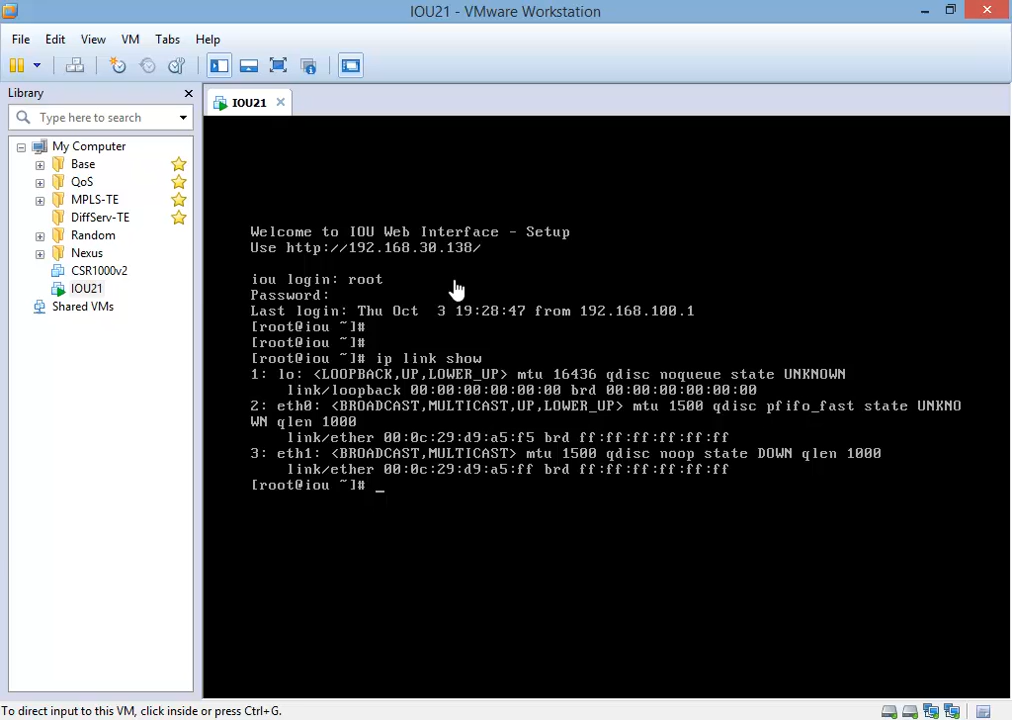 IOU21 - VMware Workstation
File Edit View VM Tabs Help
Library
IOU21
Type here to search
My Computer
Base
QoS
MPLS-TE
DiffServ-TE
Random
Nexus
CSR1000v2
IOU21
Shared VMs
Welcome to IOU Web Interface - Setup
Use http://192.168.30.138/
iou login: root
Password:
Last login: Thu Oct  3 19:28:47 from 192.168.100.1
[root@iou ~]#
[root@iou ~]#
[root@iou ~]# ip link show
1: lo: <LOOPBACK,UP,LOWER_UP> mtu 16436 qdisc noqueue state UNKNOWN
    link/loopback 00:00:00:00:00:00 brd 00:00:00:00:00:00
2: eth0: <BROADCAST,MULTICAST,UP,LOWER_UP> mtu 1500 qdisc pfifo_fast state UNKNO
WN qlen 1000
    link/ether 00:0c:29:d9:a5:f5 brd ff:ff:ff:ff:ff:ff
3: eth1: <BROADCAST,MULTICAST> mtu 1500 qdisc noop state DOWN qlen 1000
    link/ether 00:0c:29:d9:a5:ff brd ff:ff:ff:ff:ff:ff
[root@iou ~]# _
To direct input to this VM, click inside or press Ctrl+G.